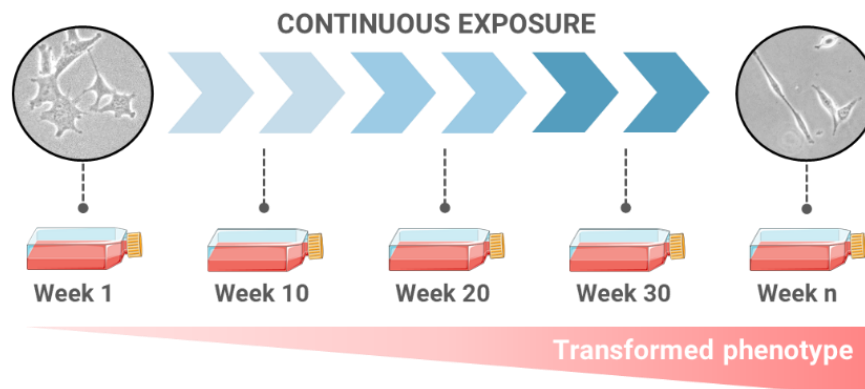 CONTINUOUS EXPOSURE
Week 1
Week 10
Week 20
Week 30
Week n
Transformed phenotype